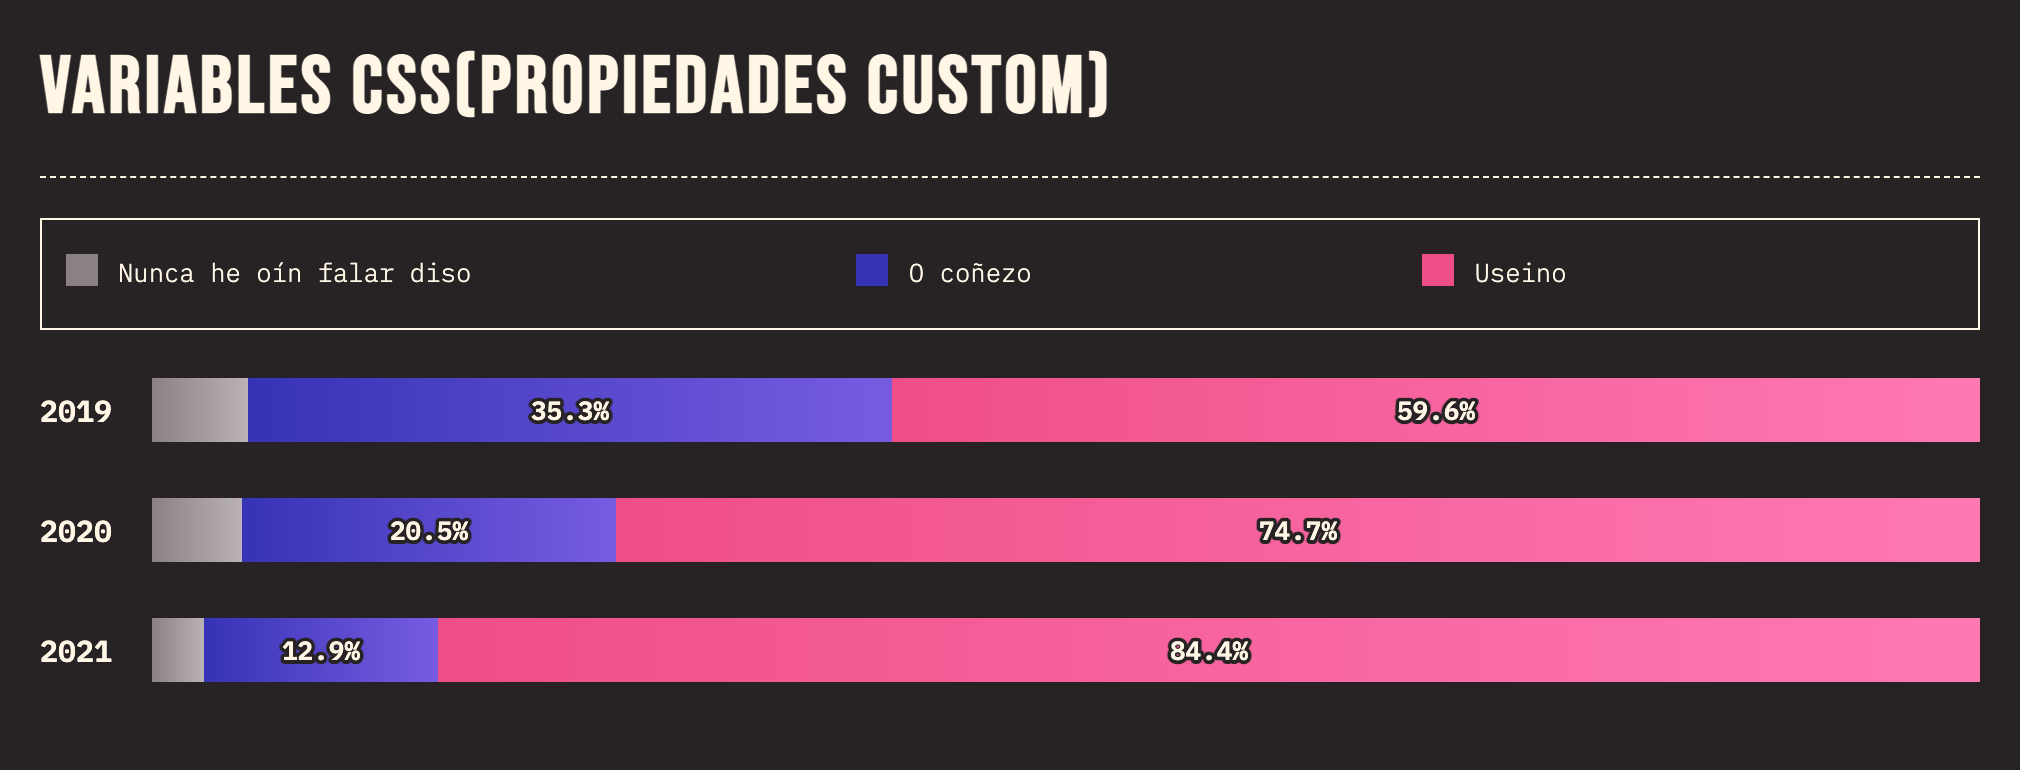 VARIABLES CSS(PROPIEDADES CUSTOM)
Nunca he oín falar diso
O coñezo
Useino
2019
35.3%
59.6%
2020
20.5%
74.7%
2021
12.9%
84.4%